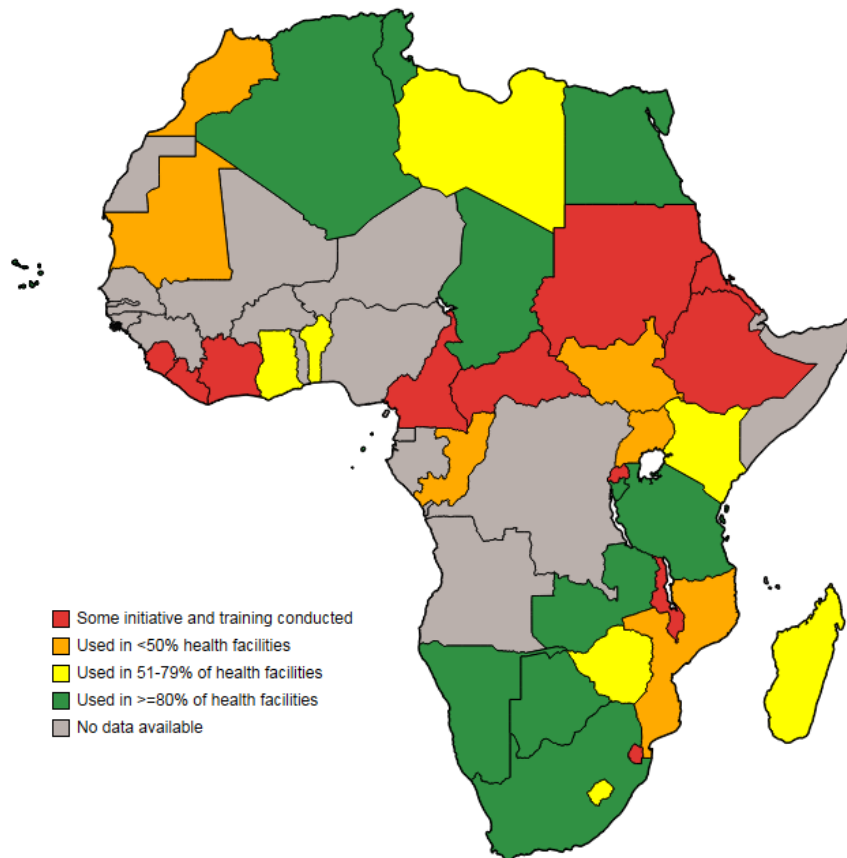 Some initiative and training conducted
Used in <50% health facilities
Used in 51-79% of health facilities
Used in >=80% of health facilities
No data available